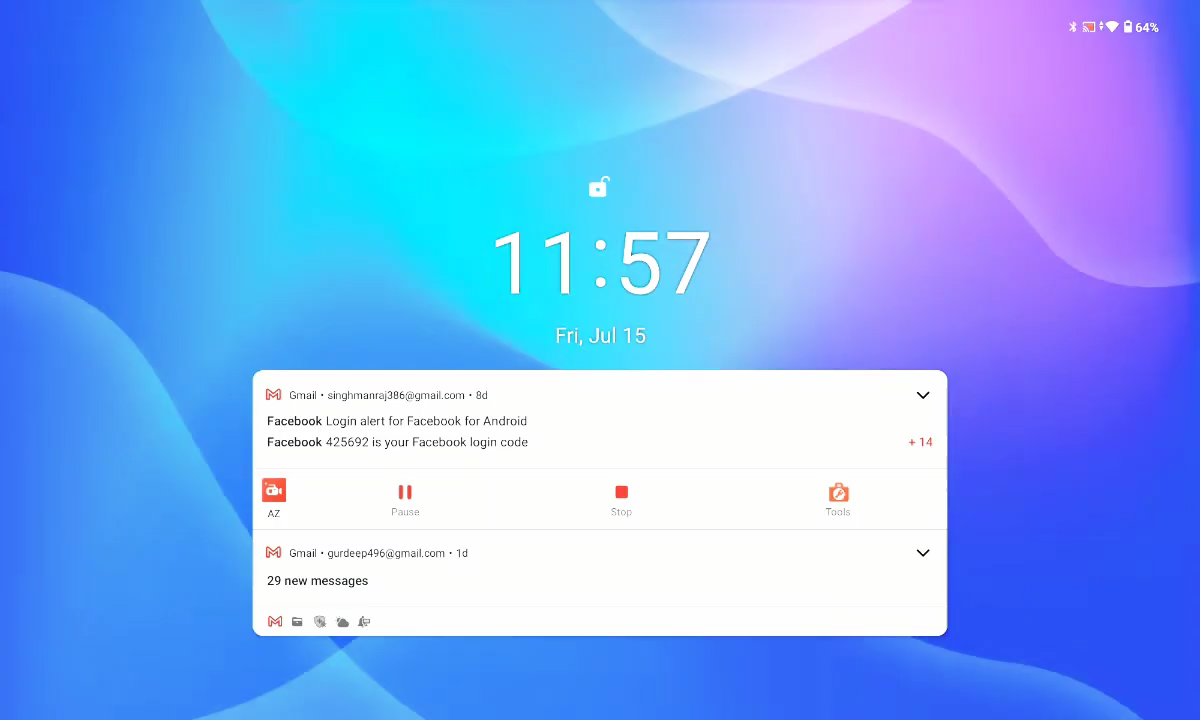 64%
11:57
Fri, Jul 15
Gmail • singhmanraj386@gmail.com • 8d
Facebook Login alert for Facebook for Android
Facebook 425692 is your Facebook login code
+ 14
AZ
Pause
Stop
Tools
Gmail • gurdeep496@gmail.com • 1d
29 new messages